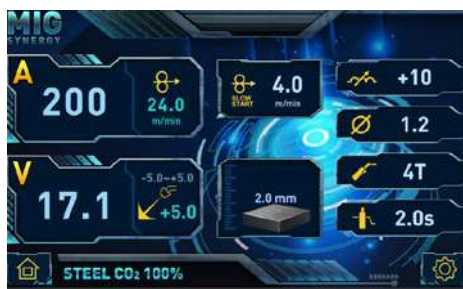 MIG
SYNERGY
A
200
24.0
m/min
SLOW
START
4.0
m/min
+10
1.2
V
17.1
-5.0~+5.0
+5.0
2.0 mm
4T
2.0s
STEEL CO₂ 100%